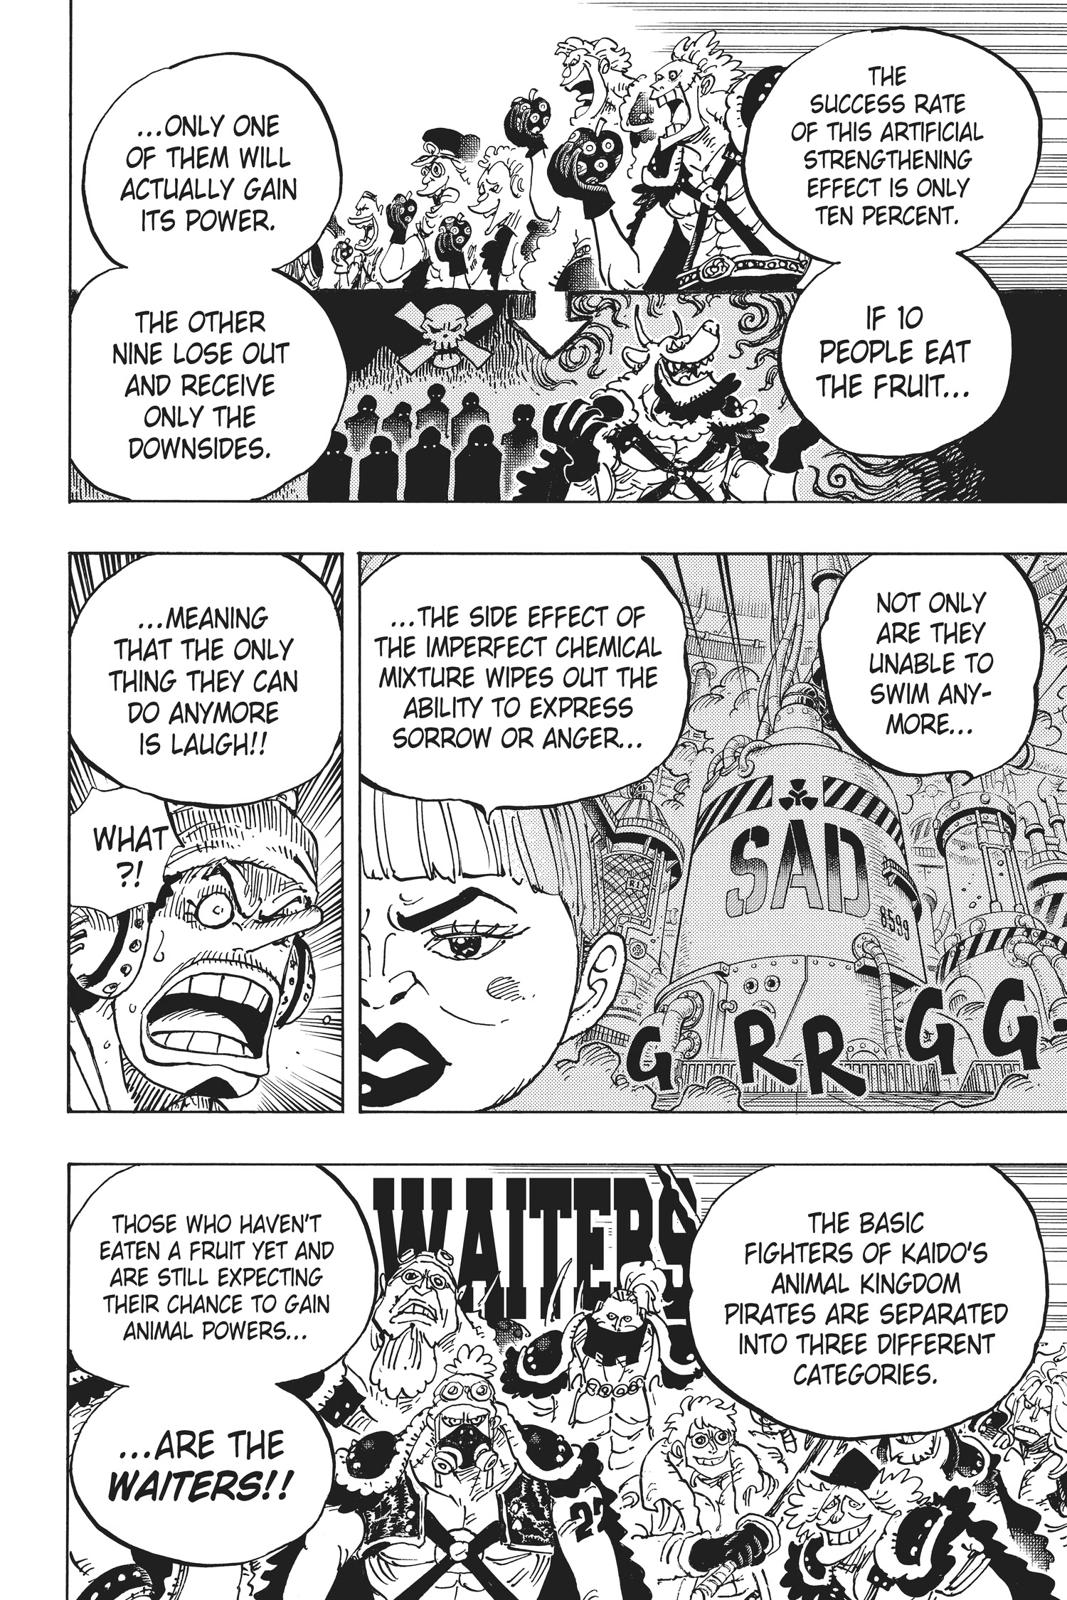 THE
SUCCESS RATE
OF THIS ARTIFICIAL
STRENGTHENING
EFFECT IS ONLY
TEN PERCENT.
IF 10
PEOPLE EAT
THE FRUIT...
...ONLY ONE
OF THEM WILL
ACTUALLY GAIN
ITS POWER.
THE OTHER
NINE LOSE OUT
AND RECEIVE
ONLY THE
DOWNSIDES.
NOT ONLY
ARE THEY
UNABLE TO
SWIM ANY-
MORE...
...THE SIDE EFFECT OF
THE IMPERFECT CHEMICAL
MIXTURE WIPES OUT THE
ABILITY TO EXPRESS
SORROW OR ANGER...
SAD
8599
GRRGGG-
...MEANING
THAT THE ONLY
THING THEY CAN
DO ANYMORE
IS LAUGH!!
WHAT
?!
THE BASIC
FIGHTERS OF KAIDO'S
ANIMAL KINGDOM
PIRATES ARE SEPARATED
INTO THREE DIFFERENT
CATEGORIES.
WAITERS
THOSE WHO HAVEN'T
EATEN A FRUIT YET AND
ARE STILL EXPECTING
THEIR CHANCE TO GAIN
ANIMAL POWERS...
...ARE THE
WAITERS!!